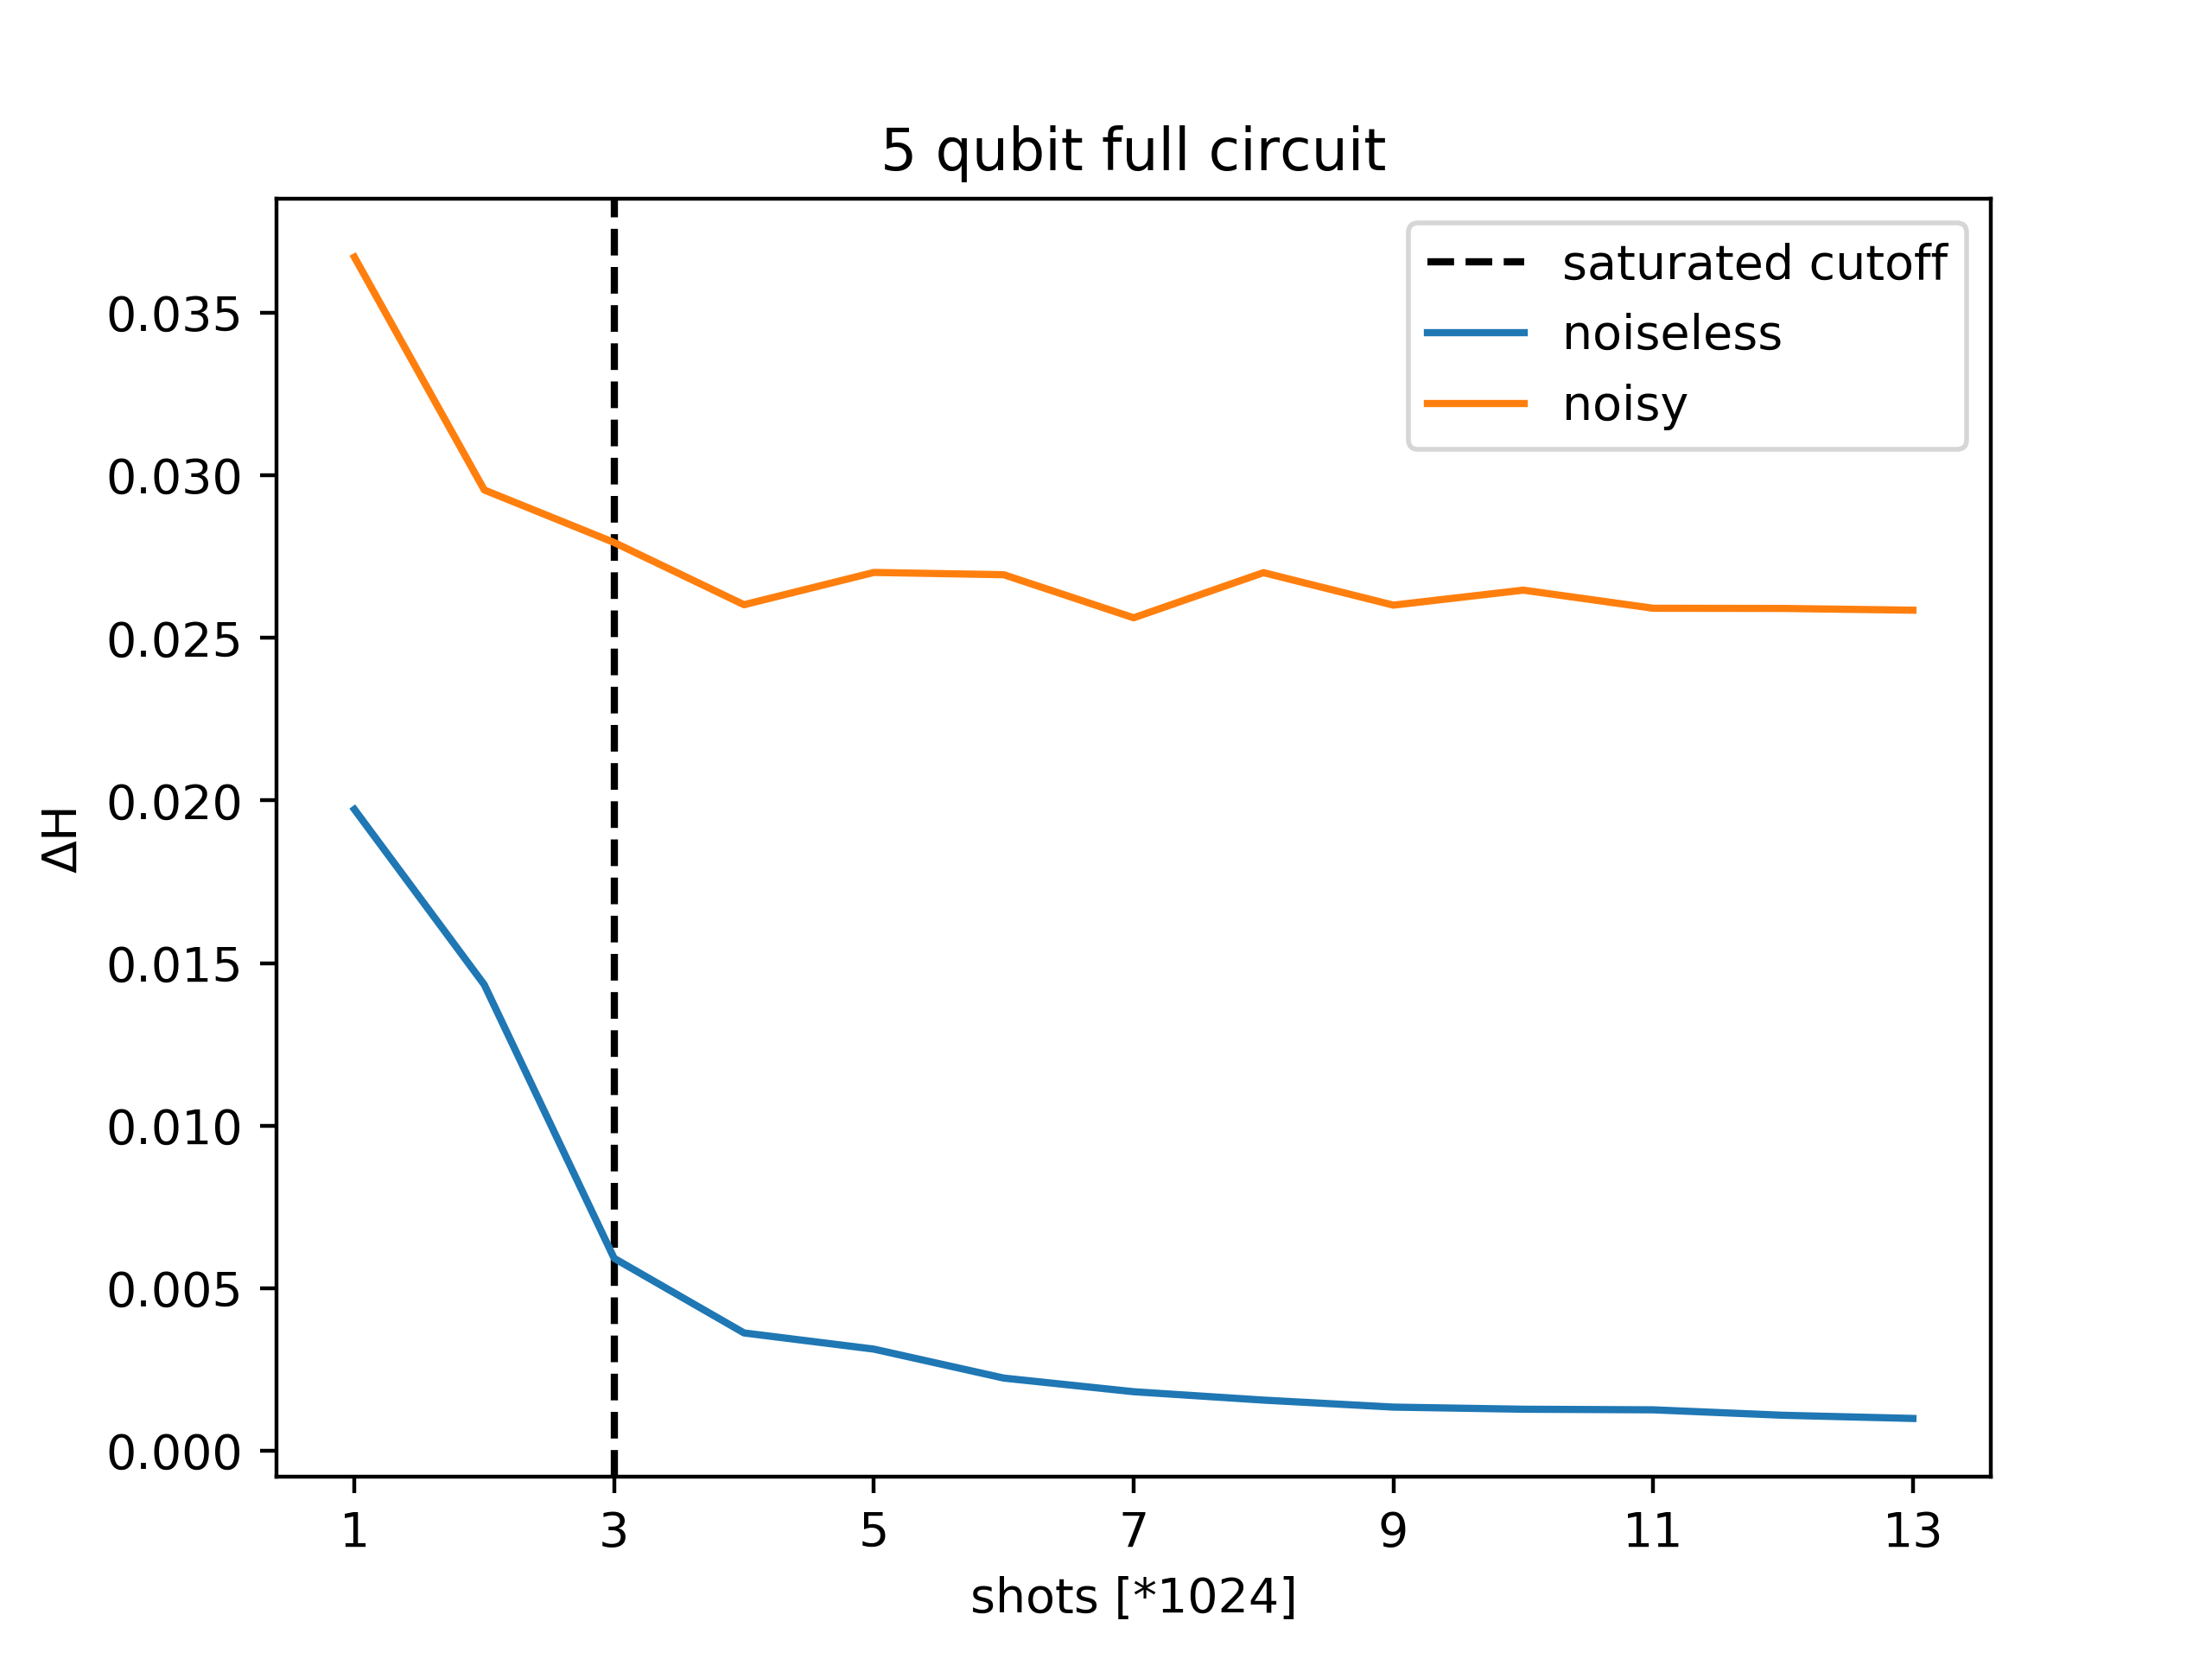 5 qubit full circuit
saturated cutoff
noiseless
noisy
0.035
0.030
0.025
0.020
0.015
0.010
0.005
0.000
ΔH
1 3 5 7 9 11 13
shots [*1024]